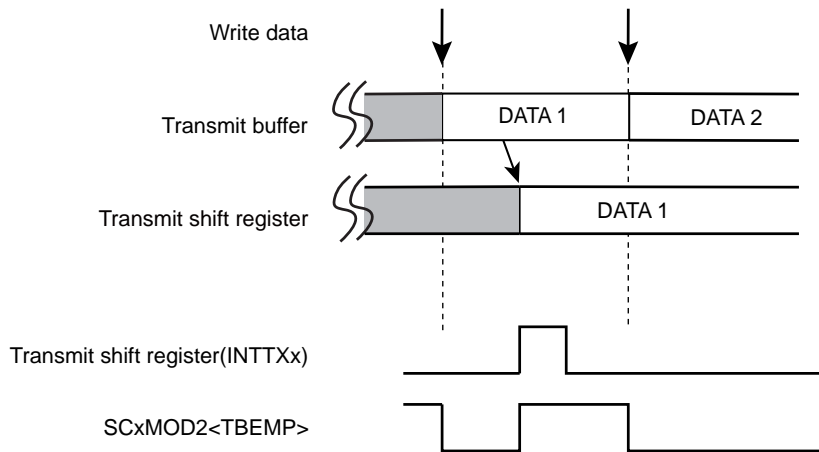 Write data
Transmit buffer
DATA 1
DATA 2
Transmit shift register
DATA 1
Transmit shift register(INTTXx)
SCxMOD2<TBEMP>